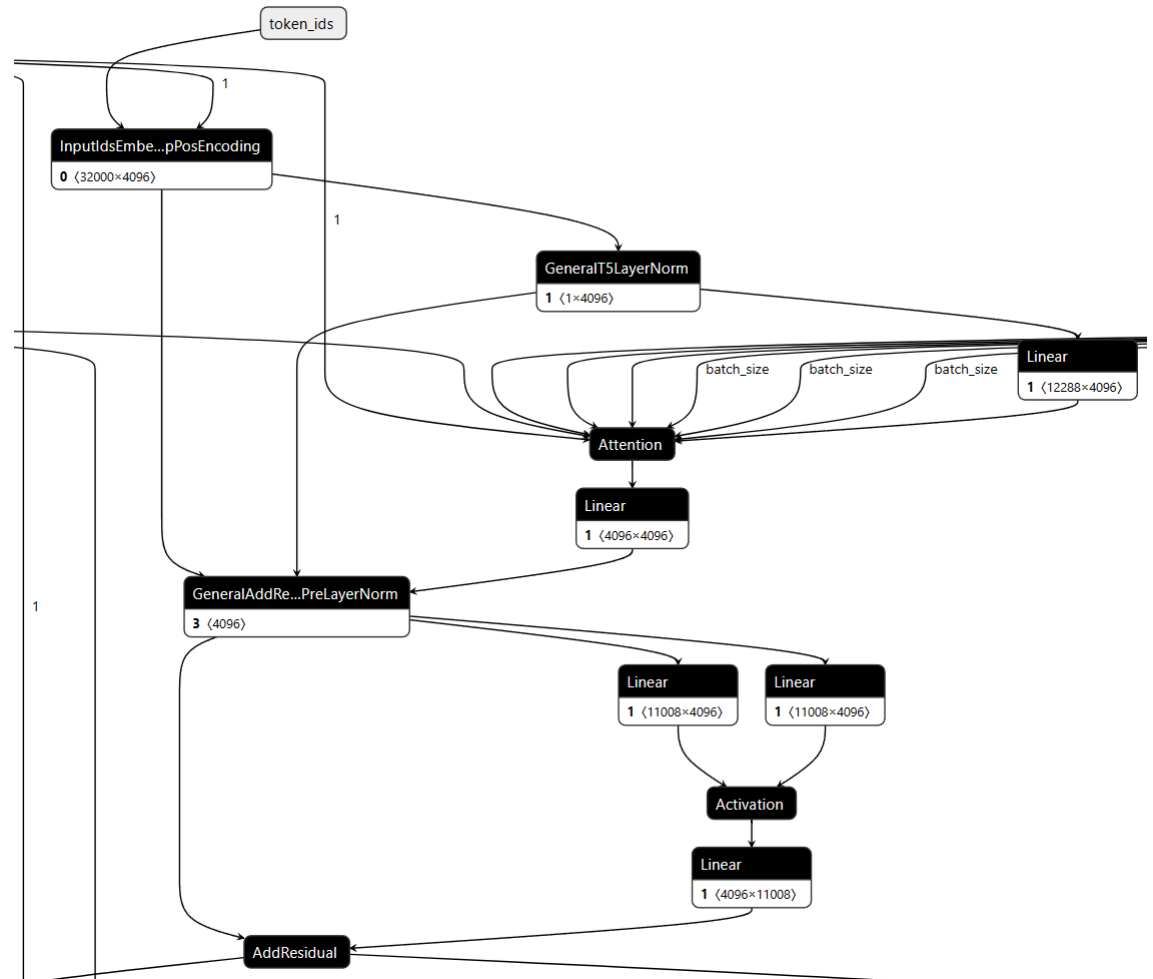 token_ids
1
InputIdsEmbe...pPosEncoding
0 ⟨32000×4096⟩
1
GeneralT5LayerNorm
1 ⟨1×4096⟩
Linear
1 ⟨12288×4096⟩
batch_size
batch_size
batch_size
Attention
Linear
1 ⟨4096×4096⟩
GeneralAddRe...PreLayerNorm
3 ⟨4096⟩
1
Linear
1 ⟨11008×4096⟩
Linear
1 ⟨11008×4096⟩
Activation
Linear
1 ⟨4096×11008⟩
AddResidual